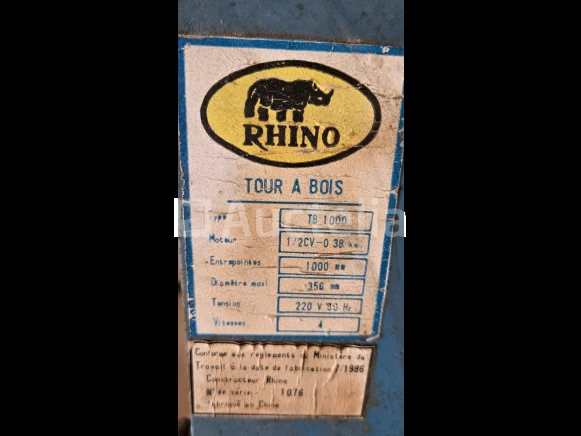 RHINO
TOUR A BOIS
Type TB 1000
Moteur 1/2CV-0 38 kw
Entrepointes 1000 mm
Diamètre maxi 356 mm
Tension 220 V Hz
Vitesses 4
Conforme aux règlements du Ministère du
Travail à la date de fabrication /1986
Constructeur Rhino
N° de série: 1076
fabriqué en Chine